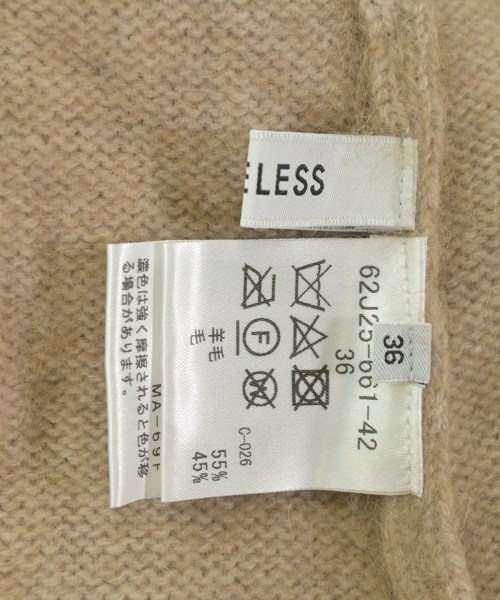 ELESS
62J25-661-42
36
36
C-026
羊毛 55%
毛 45%
濃色は強く摩擦されると色が移
る場合があります。